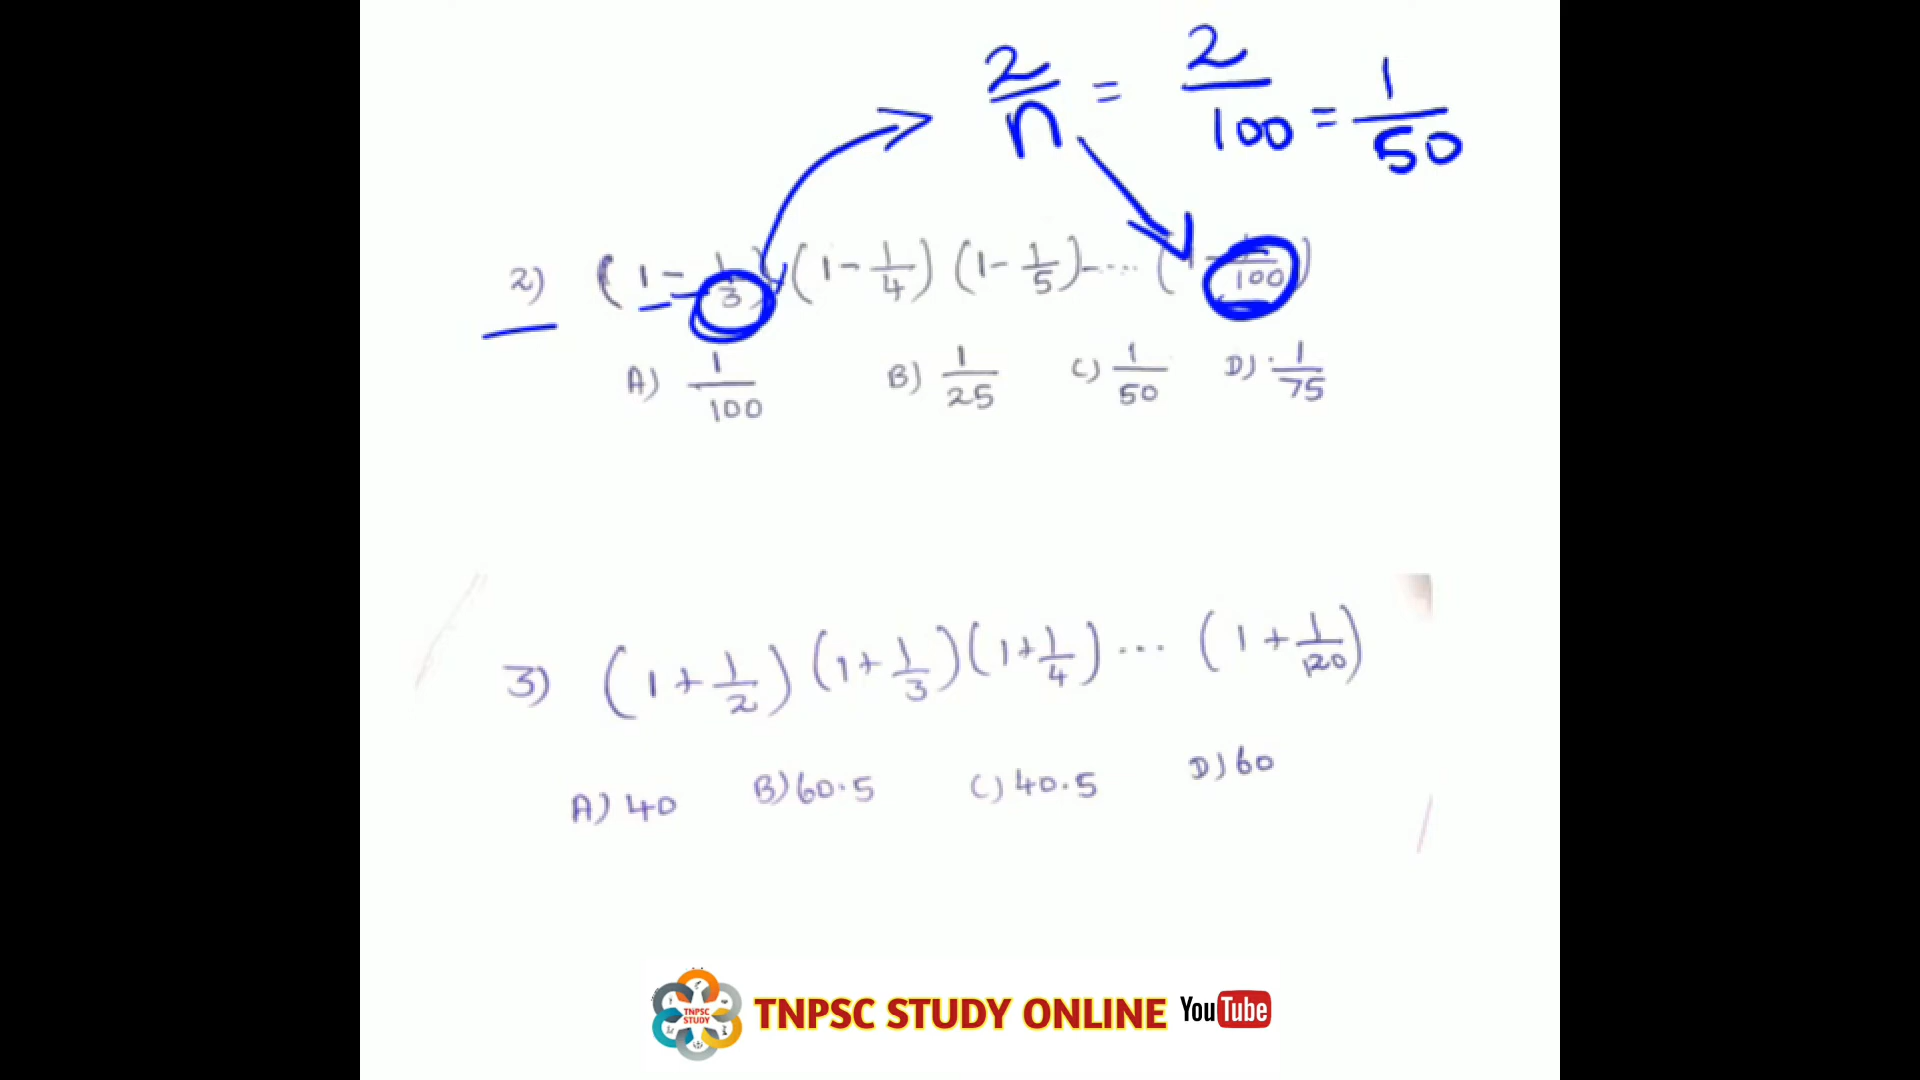 2/n = 2/100 = 1/50
2) (1 - 1/3) (1 - 1/4) (1 - 1/5) ---... (1 - 1/100)
A) 1/100 B) 1/25 C) 1/50 D) 1/75
3) (1 + 1/2) (1 + 1/3) (1 + 1/4) ... (1 + 1/120)
A) 40 B) 60.5 C) 40.5 D) 60
TNPSC STUDY
TNPSC STUDY ONLINE YouTube